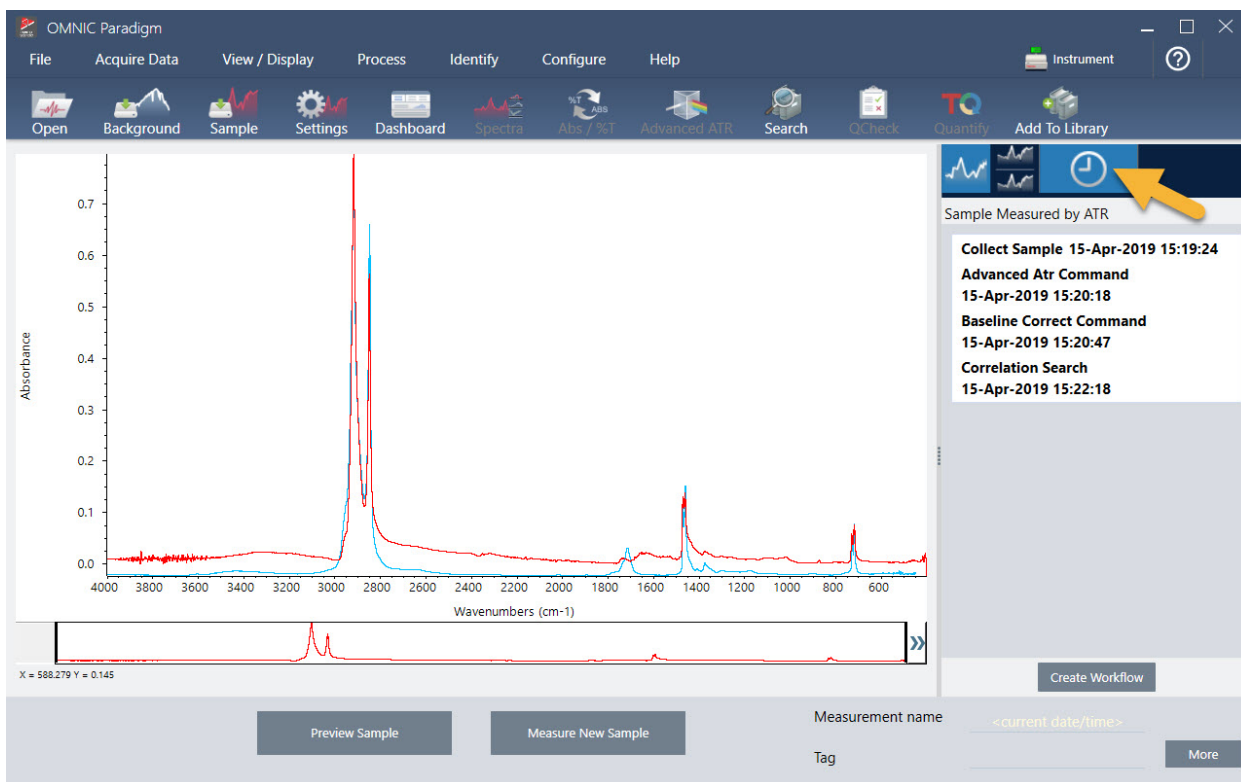 OMNIC Paradigm
File Acquire Data View / Display Process Identify Configure Help Instrument ?
%T ABS TQ
Open Background Sample Settings Dashboard Spectra Abs / %T Advanced ATR Search QCheck Quantify Add To Library
Absorbance
0.7
0.6
0.5
0.4
0.3
0.2
0.1
0.0
4000 3800 3600 3400 3200 3000 2800 2600 2400 2200 2000 1800 1600 1400 1200 1000 800 600
Wavenumbers (cm-1)
»
X = 588.279 Y = 0.145
Sample Measured by ATR
Collect Sample 15-Apr-2019 15:19:24
Advanced Atr Command
15-Apr-2019 15:20:18
Baseline Correct Command
15-Apr-2019 15:20:47
Correlation Search
15-Apr-2019 15:22:18
Create Workflow
Preview Sample Measure New Sample
Measurement name <current date/time>
Tag
More